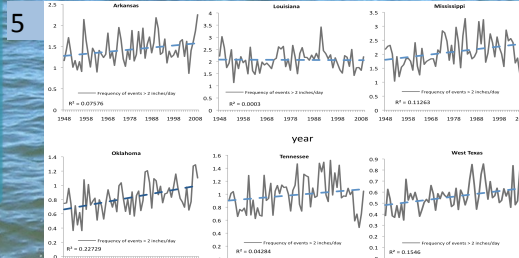 5
Arkansas
2.5
2
1.5
1
0.5
0
Frequency of events > 2 inches/day
R² = 0.07576
1948 1958 1968 1978 1988 1998 2008
Louisiana
3.5
3
2.5
2
1.5
1
0.5
0
Frequency of events > 2 inches/day
R² = 0.0003
1948 1958 1968 1978 1988 1998 2008
Mississippi
3.5
3
2.5
2
1.5
1
0.5
0
Frequency of events > 2 inches/day
R² = 0.11263
1948 1958 1968 1978 1988 1998
year
Oklahoma
1.4
1.2
1
0.8
0.6
0.4
0.2
0
Frequency of events > 2 inches/day
R² = 0.22729
Tennessee
1.6
1.4
1.2
1
0.8
0.6
0.4
0.2
Frequency of events > 2 inches/day
R² = 0.04284
West Texas
0.9
0.8
0.7
0.6
0.5
0.4
0.3
0.2
0.1
Frequency of events > 2 inches/day
R² = 0.1546